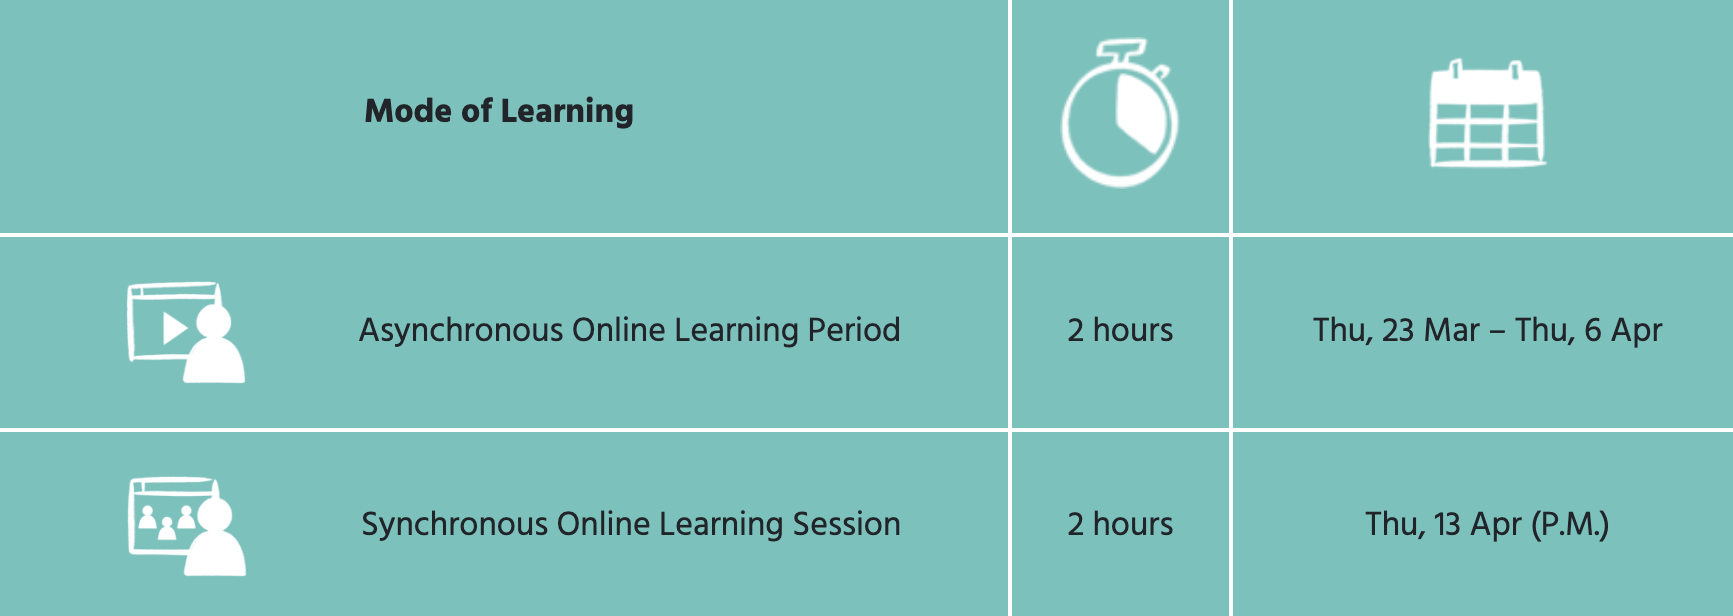 Mode of Learning
Asynchronous Online Learning Period
2 hours
Thu, 23 Mar – Thu, 6 Apr
Synchronous Online Learning Session
2 hours
Thu, 13 Apr (P.M.)